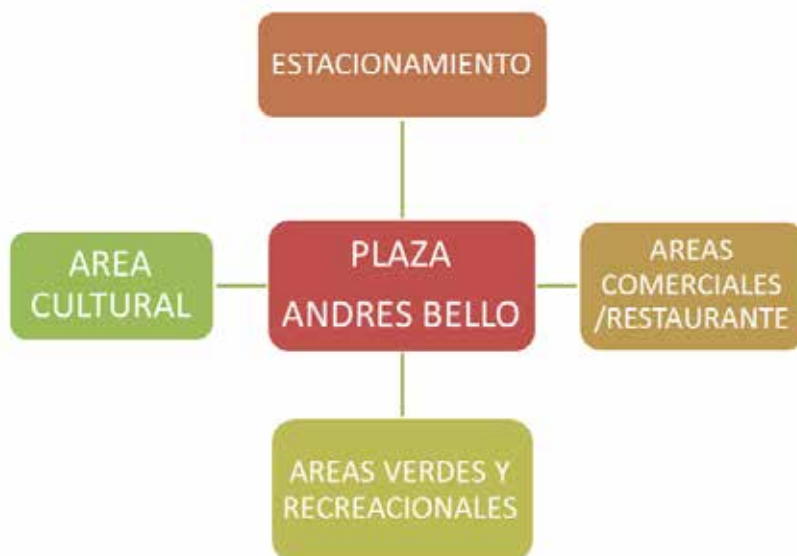 ESTACIONAMIENTO
AREA
CULTURAL
PLAZA
ANDRES BELLO
AREAS
COMERCIALES
/RESTAURANTE
AREAS VERDES Y
RECREACIONALES